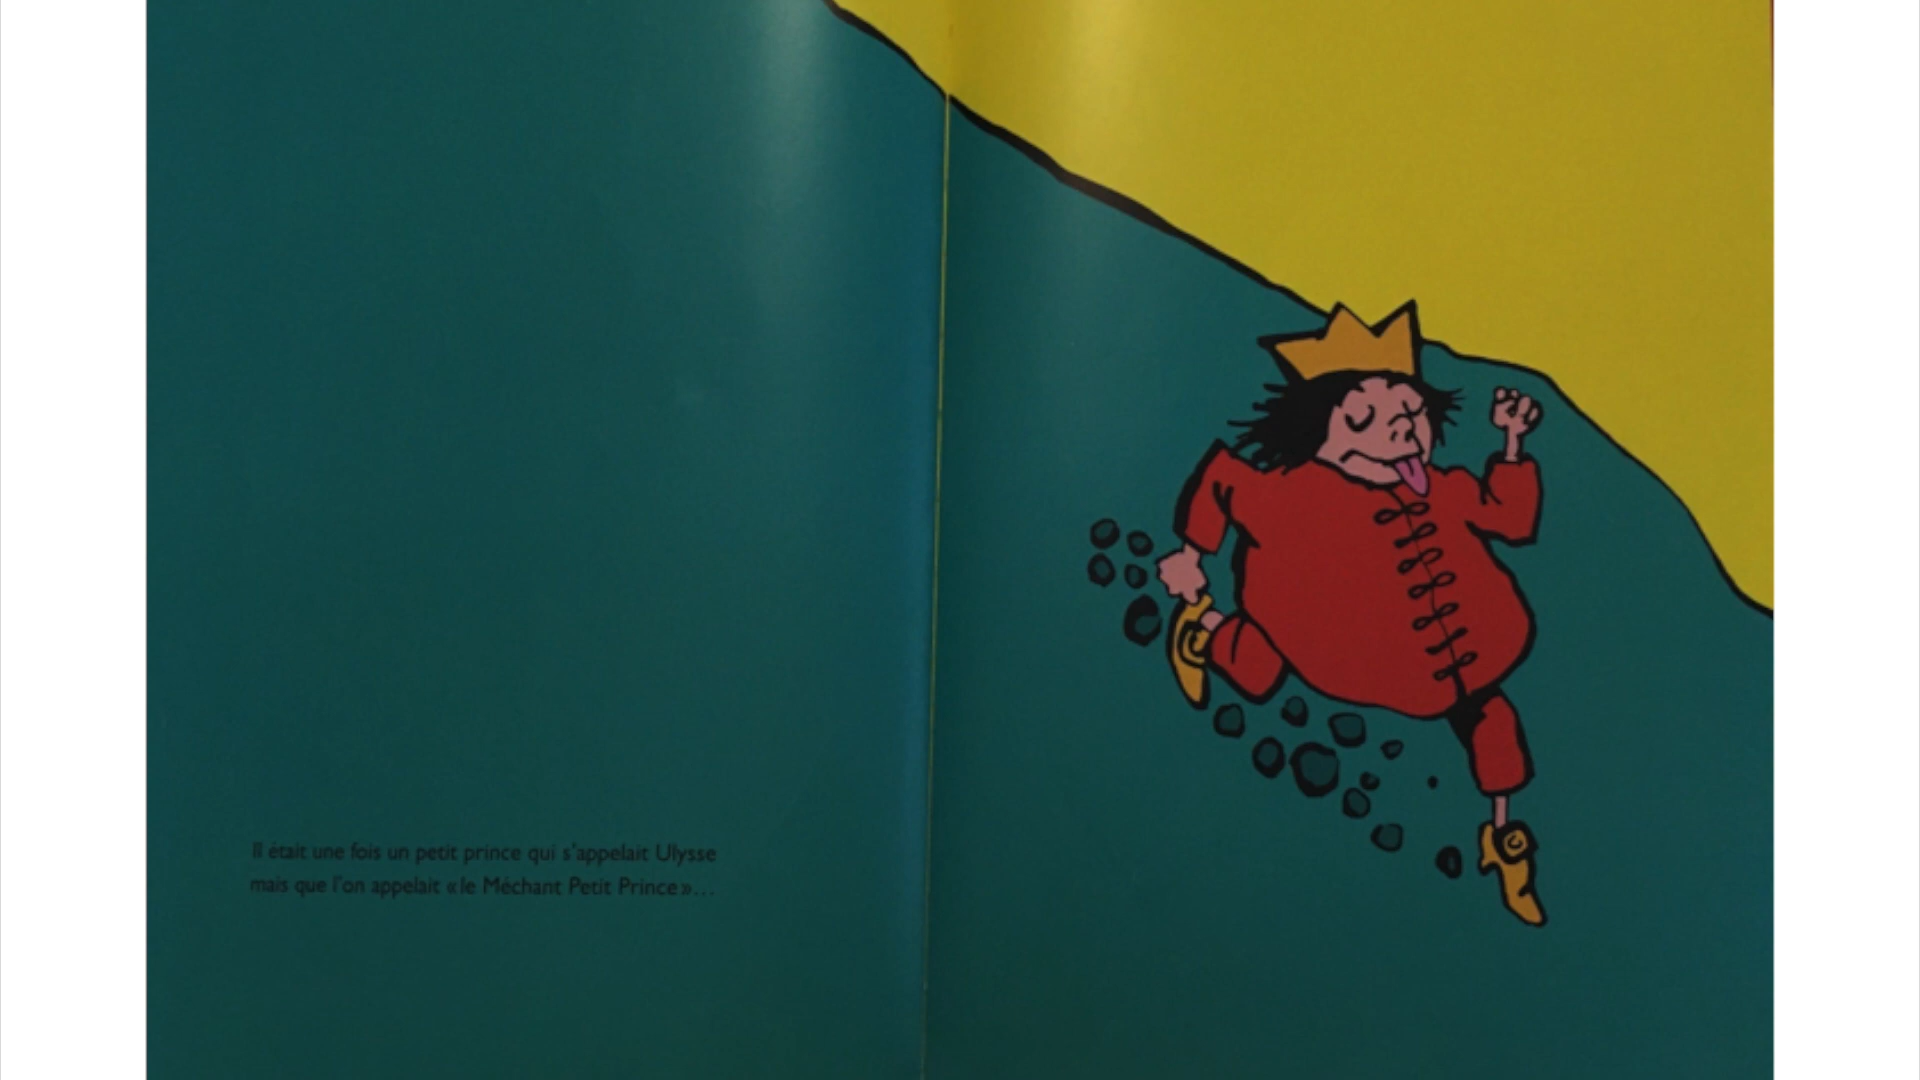 Il était une fois un petit prince qui s'appelait Ulysse
mais que l'on appelait «le Méchant Petit Prince»...